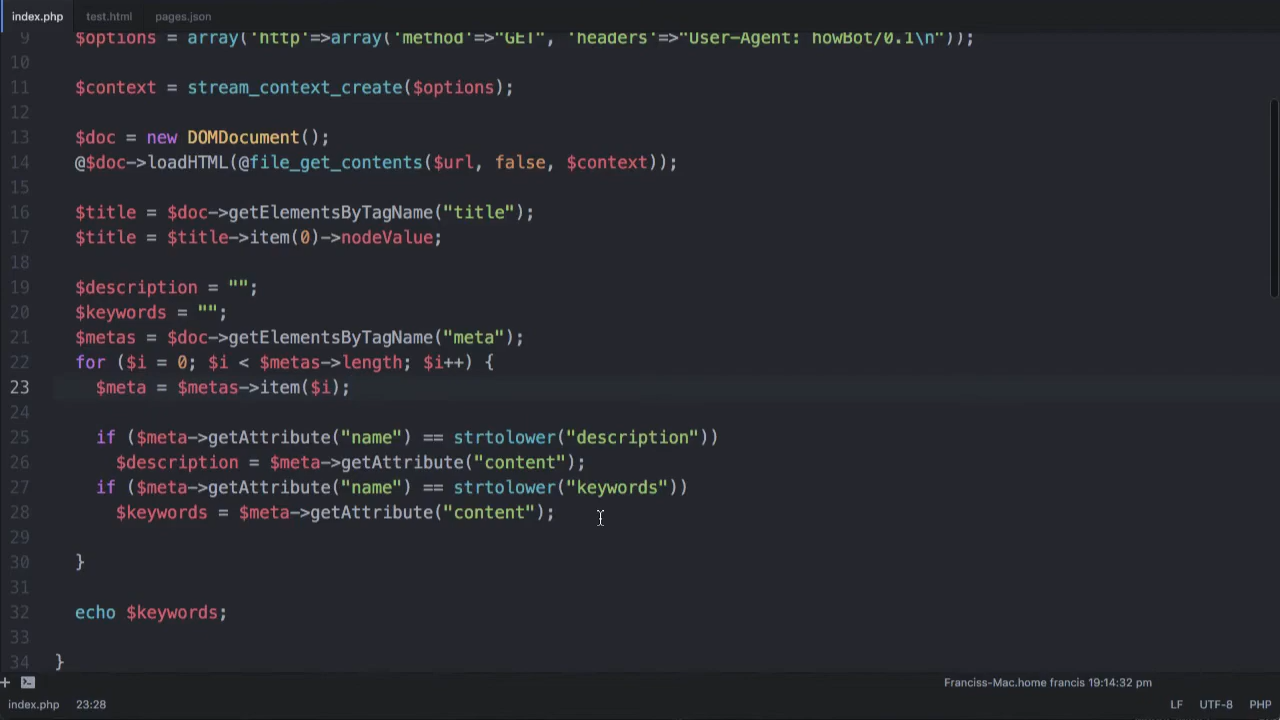 index.php test.html pages.json
9 $options = array('http'=>array('method'=>"GET", 'headers'=>"User-Agent: howBot/0.1\n"));
10
11 $context = stream_context_create($options);
12
13 $doc = new DOMDocument();
14 @$doc->loadHTML(@file_get_contents($url, false, $context));
15
16 $title = $doc->getElementsByTagName("title");
17 $title = $title->item(0)->nodeValue;
18
19 $description = "";
20 $keywords = "";
21 $metas = $doc->getElementsByTagName("meta");
22 for ($i = 0; $i < $metas->length; $i++) {
23 $meta = $metas->item($i);
24
25 if ($meta->getAttribute("name") == strtolower("description"))
26 $description = $meta->getAttribute("content");
27 if ($meta->getAttribute("name") == strtolower("keywords"))
28 $keywords = $meta->getAttribute("content");
29
30 }
31
32 echo $keywords;
33
34 }
Franciss-Mac.home francis 19:14:32 pm
index.php 23:28 LF UTF-8 PHP